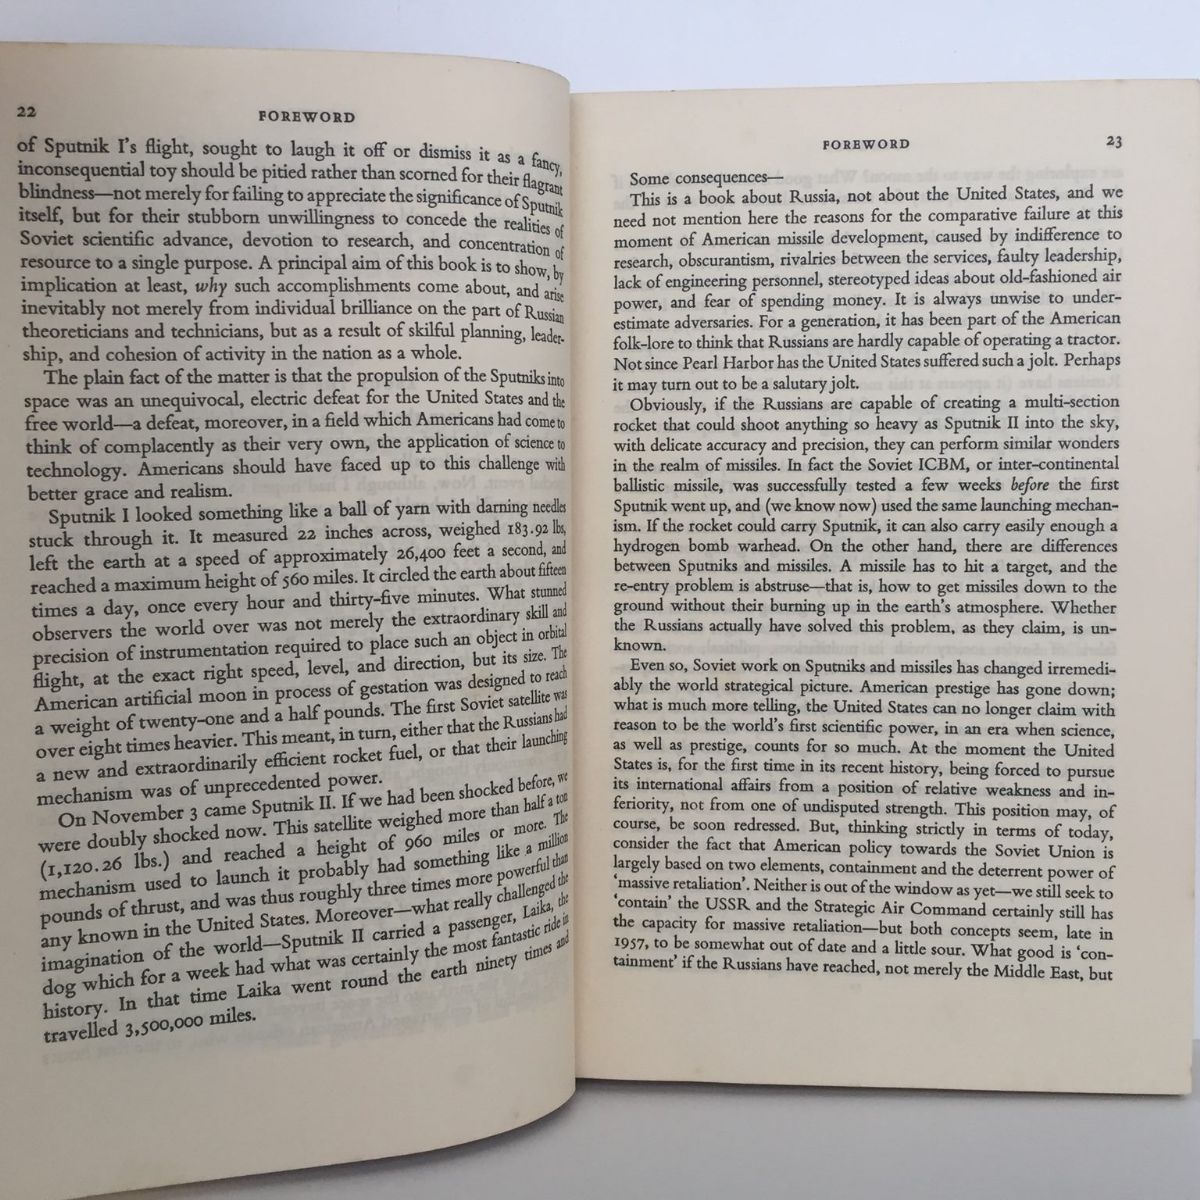 22
FOREWORD
of Sputnik I's flight, sought to laugh it off or dismiss it as a fancy,
inconsequential toy should be pitied rather than scorned for their flagrant
blindness—not merely for failing to appreciate the significance of Sputnik
itself, but for their stubborn unwillingness to concede the realities of
Soviet scientific advance, devotion to research, and concentration of
resource to a single purpose. A principal aim of this book is to show, by
implication at least, why such accomplishments come about, and arise
inevitably not merely from individual brilliance on the part of Russian
theoreticians and technicians, but as a result of skilful planning, leader-
ship, and cohesion of activity in the nation as a whole.
The plain fact of the matter is that the propulsion of the Sputniks into
space was an unequivocal, electric defeat for the United States and the
free world—a defeat, moreover, in a field which Americans had come to
think of complacently as their very own, the application of science to
technology. Americans should have faced up to this challenge with
better grace and realism.
Sputnik I looked something like a ball of yarn with darning needles
stuck through it. It measured 22 inches across, weighed 183.92 lbs,
left the earth at a speed of approximately 26,400 feet a second, and
reached a maximum height of 560 miles. It circled the earth about fifteen
times a day, once every hour and thirty-five minutes. What stunned
observers the world over was not merely the extraordinary skill and
precision of instrumentation required to place such an object in orbital
flight, at the exact right speed, level, and direction, but its size. The
American artificial moon in process of gestation was designed to reach
a weight of twenty-one and a half pounds. The first Soviet satellite was
over eight times heavier. This meant, in turn, either that the Russians had
a new and extraordinarily efficient rocket fuel, or that their launching
mechanism was of unprecedented power.
On November 3 came Sputnik II. If we had been shocked before, we
were doubly shocked now. This satellite weighed more than half a ton
(1,120.26 lbs.) and reached a height of 960 miles or more. The
mechanism used to launch it probably had something like a million
pounds of thrust, and was thus roughly three times more powerful than
any known in the United States. Moreover—what really challenged the
imagination of the world—Sputnik II carried a passenger, Laika, the
dog which for a week had what was certainly the most fantastic ride in
history. In that time Laika went round the earth ninety times and
travelled 3,500,000 miles.
FOREWORD
23
Some consequences—
This is a book about Russia, not about the United States, and we
need not mention here the reasons for the comparative failure at this
moment of American missile development, caused by indifference to
research, obscurantism, rivalries between the services, faulty leadership,
lack of engineering personnel, stereotyped ideas about old-fashioned air
power, and fear of spending money. It is always unwise to under-
estimate adversaries. For a generation, it has been part of the American
folk-lore to think that Russians are hardly capable of operating a tractor.
Not since Pearl Harbor has the United States suffered such a jolt. Perhaps
it may turn out to be a salutary jolt.
Obviously, if the Russians are capable of creating a multi-section
rocket that could shoot anything so heavy as Sputnik II into the sky,
with delicate accuracy and precision, they can perform similar wonders
in the realm of missiles. In fact the Soviet ICBM, or inter-continental
ballistic missile, was successfully tested a few weeks before the first
Sputnik went up, and (we know now) used the same launching mechan-
ism. If the rocket could carry Sputnik, it can also carry easily enough a
hydrogen bomb warhead. On the other hand, there are differences
between Sputniks and missiles. A missile has to hit a target, and the
re-entry problem is abstruse—that is, how to get missiles down to the
ground without their burning up in the earth's atmosphere. Whether
the Russians actually have solved this problem, as they claim, is un-
known.
Even so, Soviet work on Sputniks and missiles has changed irremedi-
ably the world strategical picture. American prestige has gone down;
what is much more telling, the United States can no longer claim with
reason to be the world's first scientific power, in an era when science,
as well as prestige, counts for so much. At the moment the United
States is, for the first time in its recent history, being forced to pursue
its international affairs from a position of relative weakness and in-
feriority, not from one of undisputed strength. This position may, of
course, be soon redressed. But, thinking strictly in terms of today,
consider the fact that American policy towards the Soviet Union is
largely based on two elements, containment and the deterrent power of
'massive retaliation'. Neither is out of the window as yet—we still seek to
'contain' the USSR and the Strategic Air Command certainly still has
the capacity for massive retaliation—but both concepts seem, late in
1957, to be somewhat out of date and a little sour. What good is 'con-
tainment' if the Russians have reached, not merely the Middle East, but